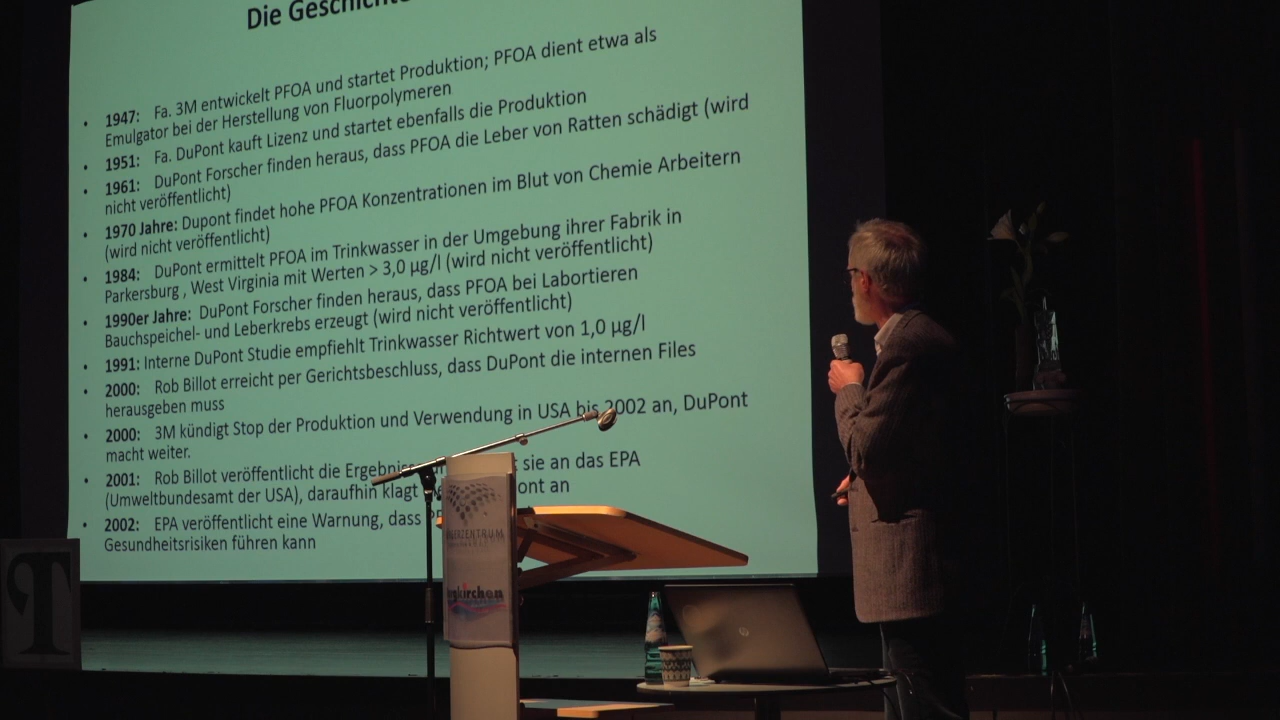 Die Geschichte
• 1947: Fa. 3M entwickelt PFOA und startet Produktion; PFOA dient etwa als
Emulgator bei der Herstellung von Fluorpolymeren
• 1951: Fa. DuPont kauft Lizenz und startet ebenfalls die Produktion
• 1961: DuPont Forscher finden heraus, dass PFOA die Leber von Ratten schädigt (wird
nicht veröffentlicht)
• 1970 Jahre: Dupont findet hohe PFOA Konzentrationen im Blut von Chemie Arbeitern
(wird nicht veröffentlicht)
• 1984: DuPont ermittelt PFOA im Trinkwasser in der Umgebung ihrer Fabrik in
Parkersburg , West Virginia mit Werten > 3,0 µg/l (wird nicht veröffentlicht)
• 1990er Jahre: DuPont Forscher finden heraus, dass PFOA bei Labortieren
Bauchspeichel- und Leberkrebs erzeugt (wird nicht veröffentlicht)
• 1991: Interne DuPont Studie empfiehlt Trinkwasser Richtwert von 1,0 µg/l
• 2000: Rob Billot erreicht per Gerichtsbeschluss, dass DuPont die internen Files
herausgeben muss
• 2000: 3M kündigt Stop der Produktion und Verwendung in USA bis 2002 an, DuPont
macht weiter.
• 2001: Rob Billot veröffentlicht die Ergebniss sie an das EPA
(Umweltbundesamt der USA), daraufhin klagt ont an
• 2002: EPA veröffentlicht eine Warnung, dass
Gesundheitsrisiken führen kann
GERZENTRUM
kirchen
T
hp